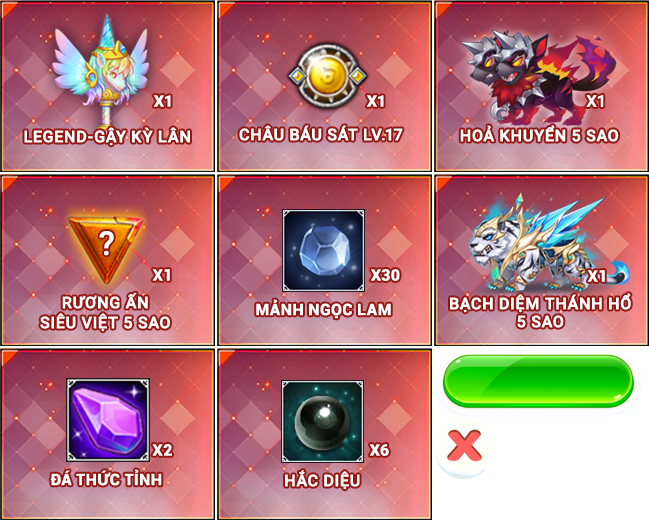 X1
LEGEND-GẬY KỲ LÂN
X1
CHÂU BÁU SÁT LV.17
X1
HOẢ KHUYỂN 5 SAO
?
X1
RƯƠNG ẤN
SIÊU VIỆT 5 SAO
X30
MẢNH NGỌC LAM
X1
BẠCH DIỆM THÁNH HỔ
5 SAO
X2
ĐÁ THỨC TỈNH
X6
HẮC DIỆU